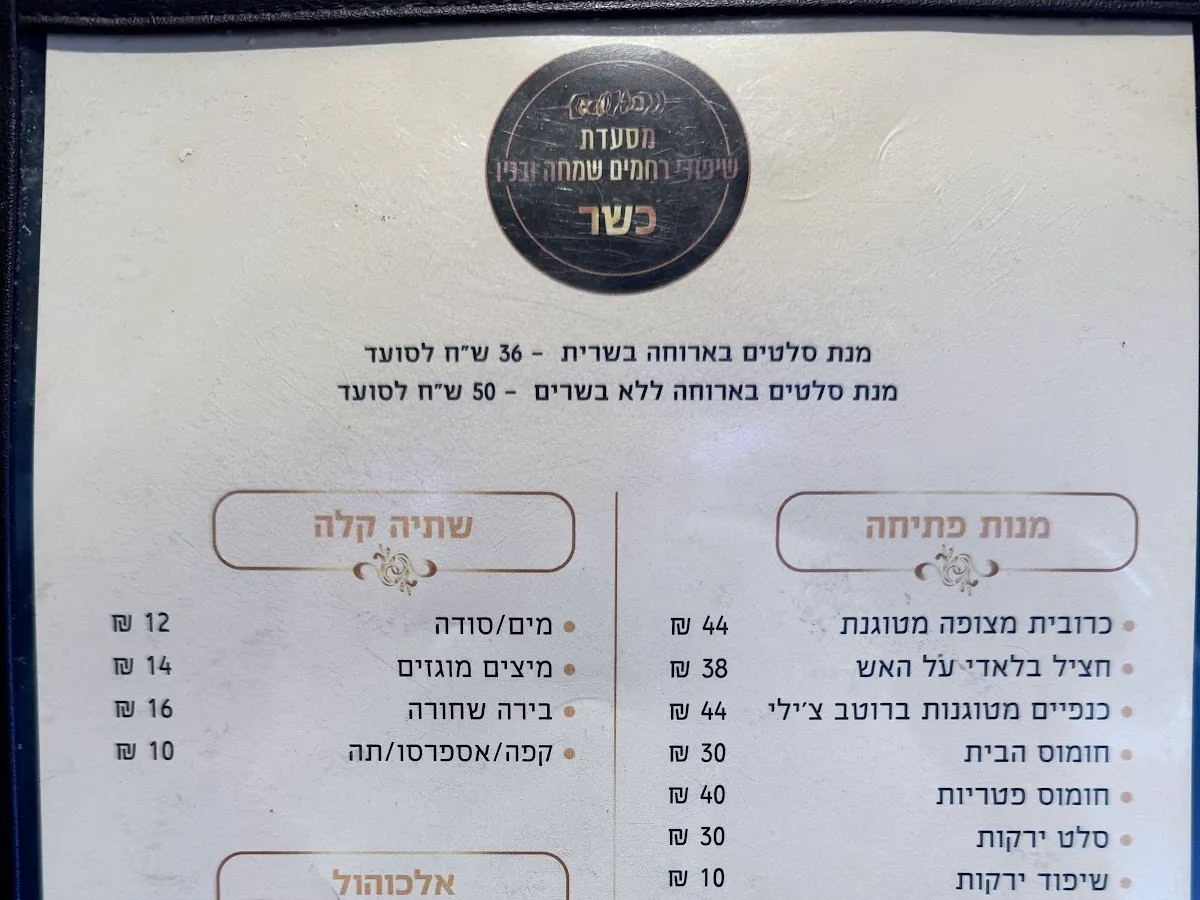 מסעדת
שיפודי רחמים שמחה ובניו
כשר
מנת סלטים בארוחה בשרית - 36 ש"ח לסועד
מנת סלטים בארוחה ללא בשרים - 50 ש"ח לסועד
מנות פתיחה
• כרובית מצופה מטוגנת 44 ₪
• חציל בלאדי על האש 38 ₪
• כנפיים מטוגנות ברוטב צ'ילי 44 ₪
• חומוס הבית 30 ₪
• חומוס פטריות 40 ₪
• סלט ירקות 30 ₪
• שיפוד ירקות 10 ₪
שתיה קלה
• מים/סודה 12 ₪
• מיצים מוגזים 14 ₪
• בירה שחורה 16 ₪
• קפה/אספרסו/תה 10 ₪
אלכוהול